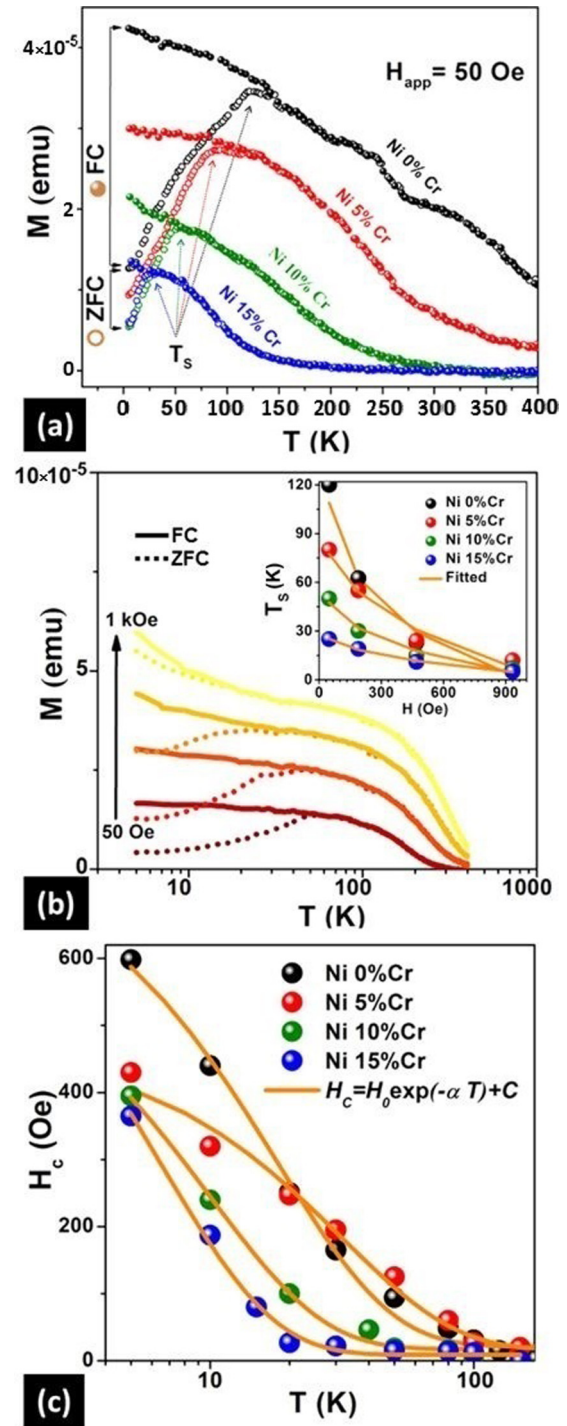 4×10⁻⁵
2
0
M (emu)
FC
ZFC
H_app= 50 Oe
Ni 0% Cr
Ni 5% Cr
Ni 10% Cr
Ni 15% Cr
T_S
0 50 100 150 200 250 300 350 400
T (K)
(a)
10×10⁻⁵
5
0
M (emu)
FC
ZFC
1 kOe
50 Oe
120
90
60
30
0
T_S (K)
Ni 0%Cr
Ni 5%Cr
Ni 10%Cr
Ni 15%Cr
Fitted
0 300 600 900
H (Oe)
10 100 1000
T (K)
(b)
600
400
200
0
H_c (Oe)
Ni 0%Cr
Ni 5%Cr
Ni 10%Cr
Ni 15%Cr
H_C=H_0exp(-α T)+C
10 100
T (K)
(c)